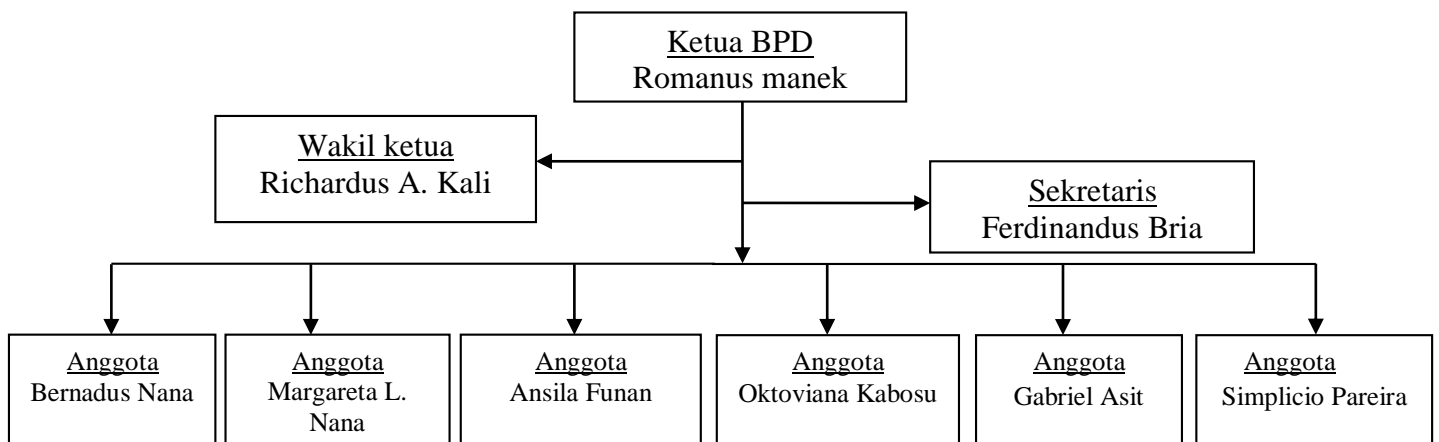 Ketua BPD
Romanus manek
Wakil ketua
Richardus A. Kali
Sekretaris
Ferdinandus Bria
Anggota
Bernadus Nana
Anggota
Margareta L.
Nana
Anggota
Ansila Funan
Anggota
Oktoviana Kabosu
Anggota
Gabriel Asit
Anggota
Simplicio Pareira